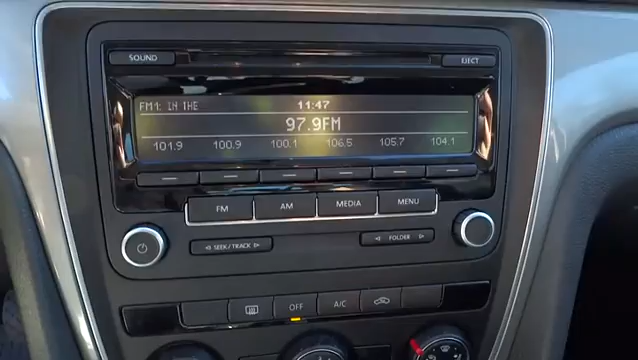 SOUND EJECT
FM1: IN THE 11:47
97.9FM
101.9 100.9 100.1 106.5 105.7 104.1
FM AM MEDIA MENU
SEEK/TRACK FOLDER
OFF A/C